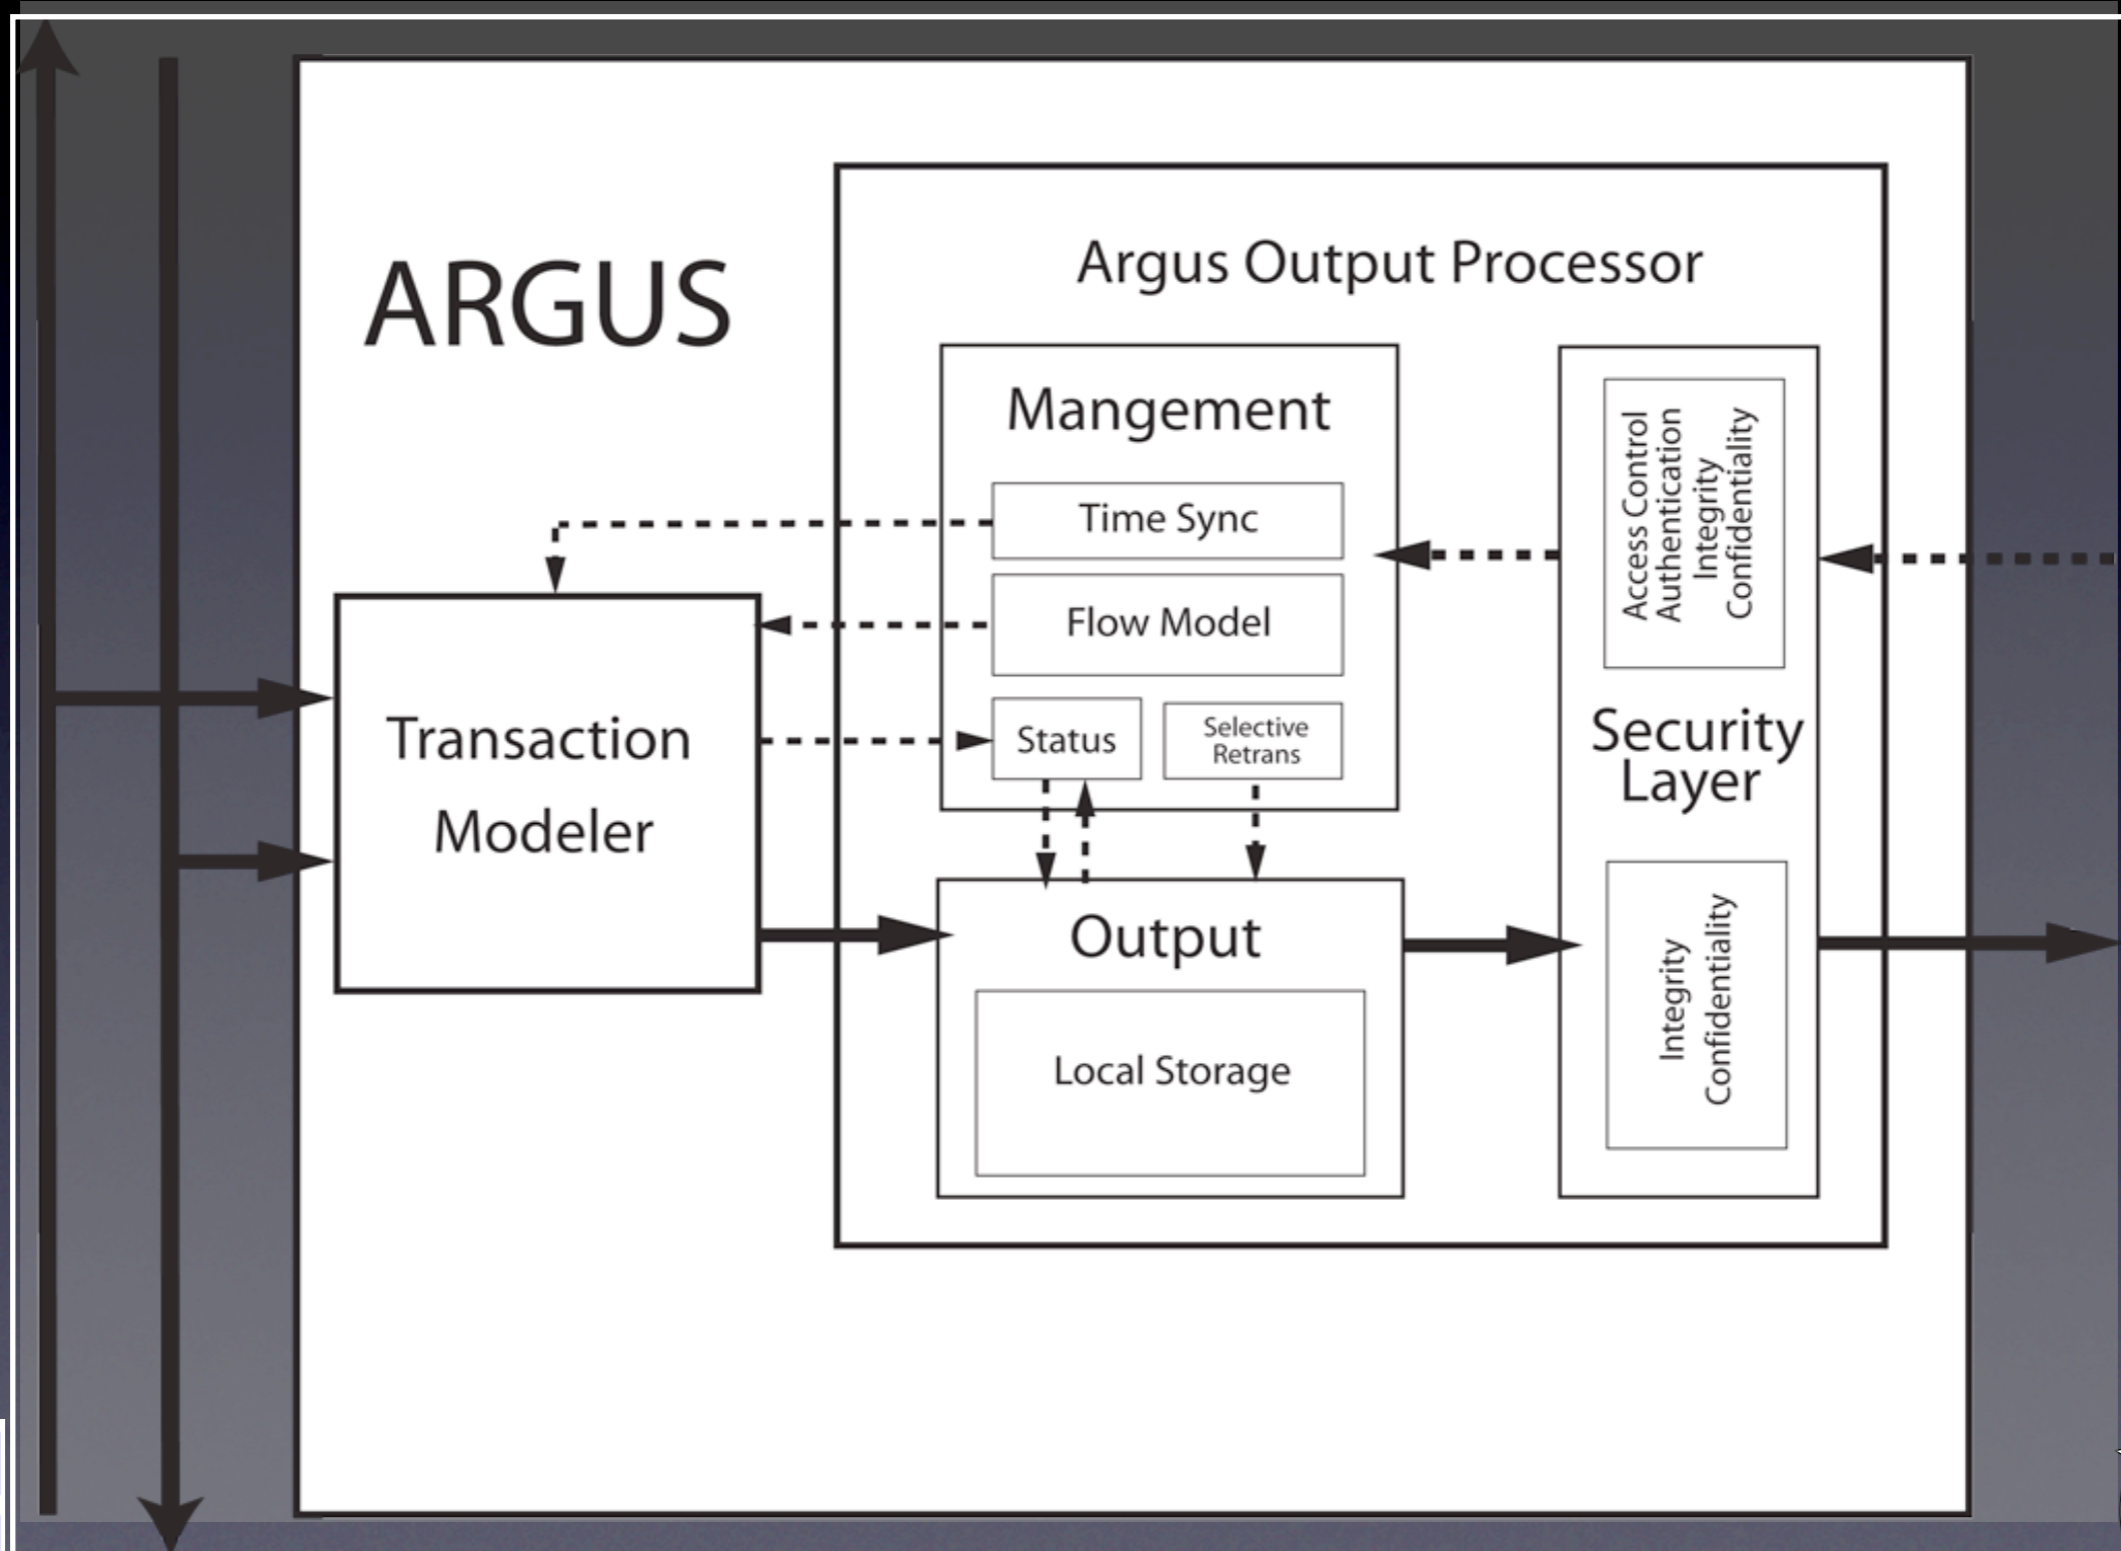 ARGUS
Argus Output Processor
Mangement
Time Sync
Flow Model
Status
Selective
Retrans
Transaction
Modeler
Output
Local Storage
Access Control
Authentication
Integrity
Confidentiality
Security
Layer
Integrity
Confidentiality